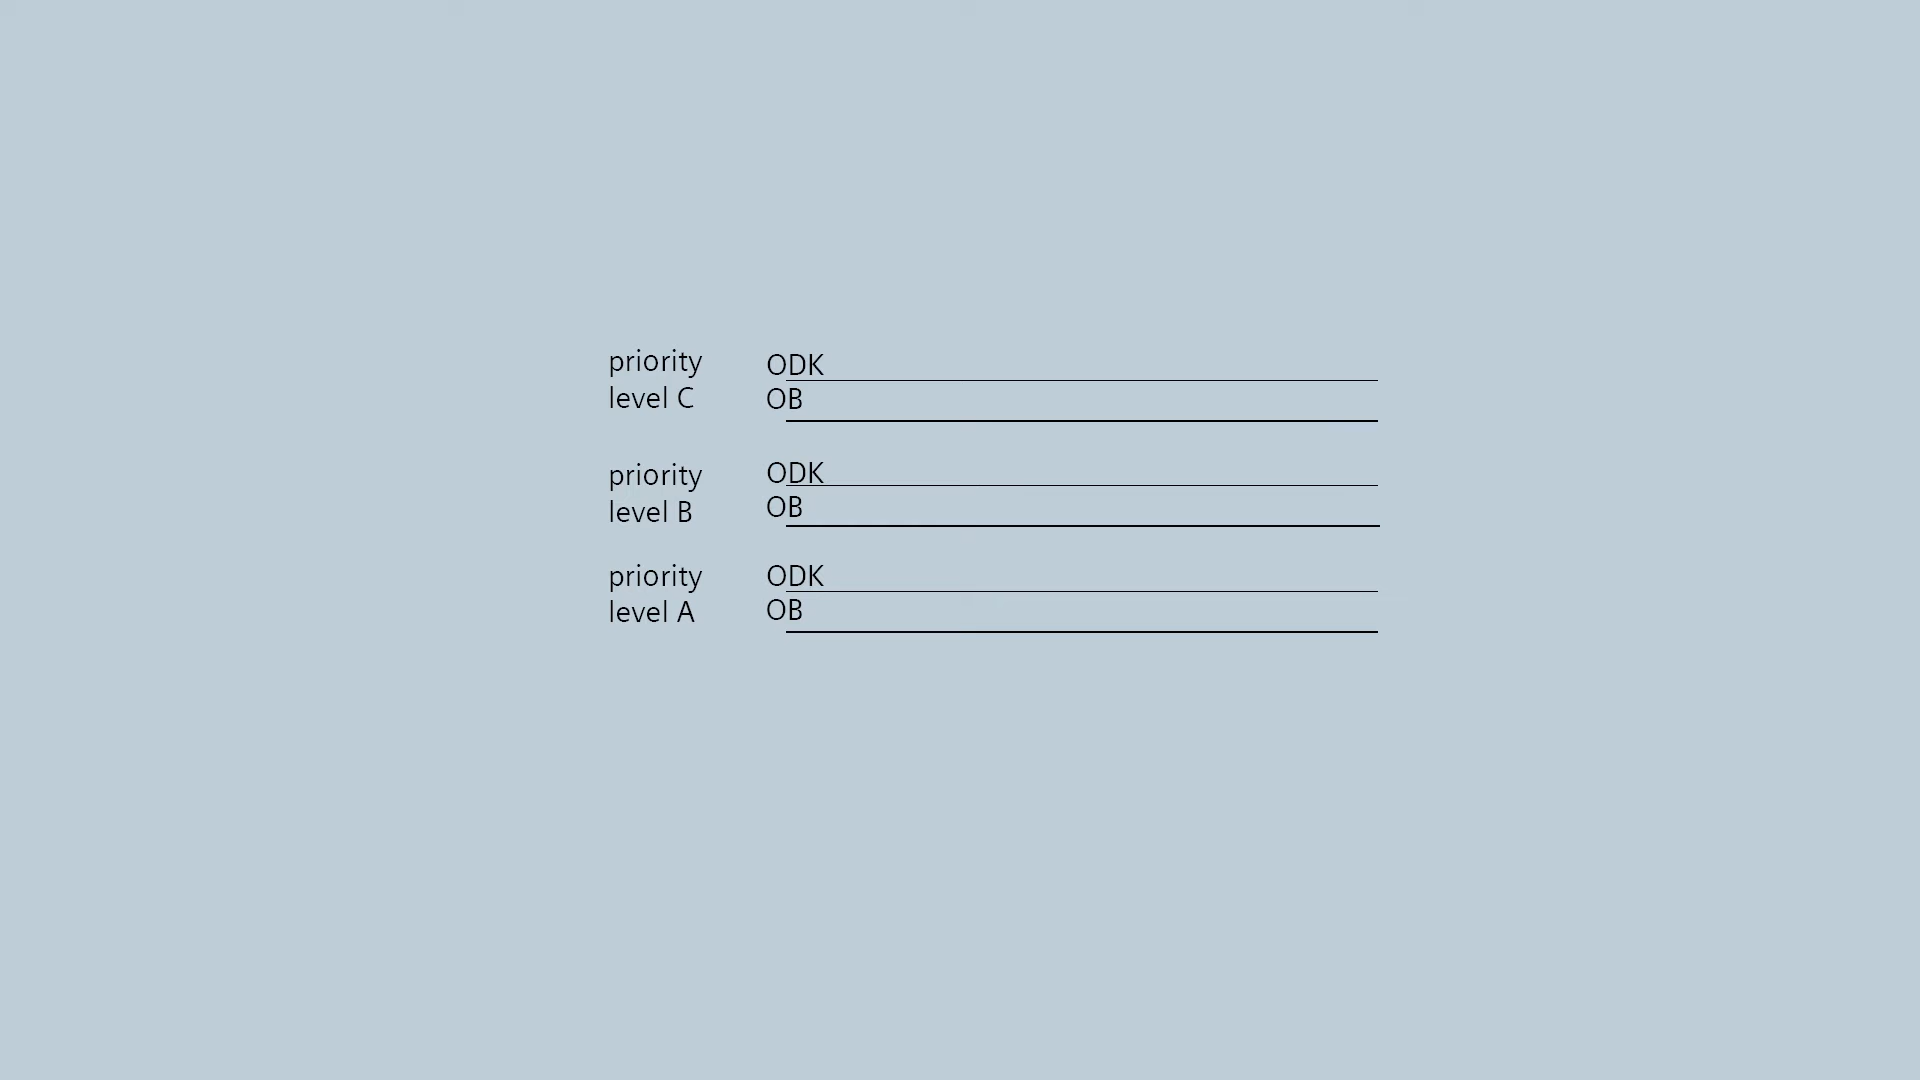 priority
level C
ODK
OB
priority
level B
ODK
OB
priority
level A
ODK
OB